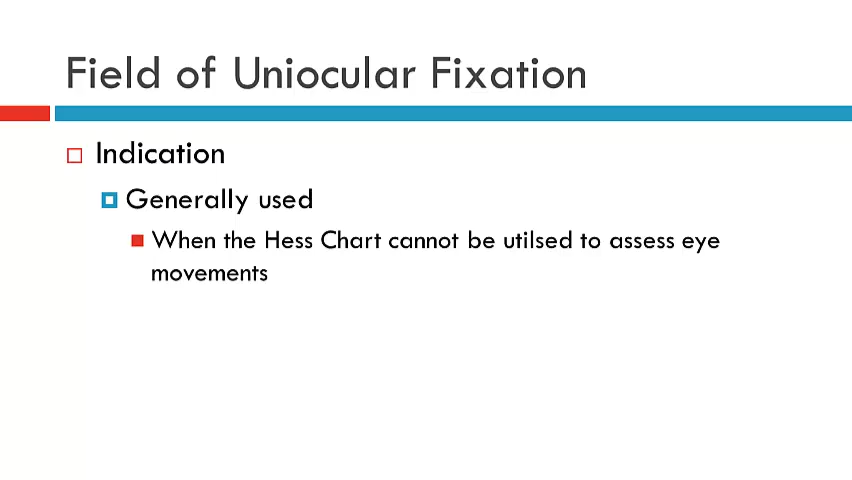 Field of Uniocular Fixation
Indication
Generally used
When the Hess Chart cannot be utilsed to assess eye
movements